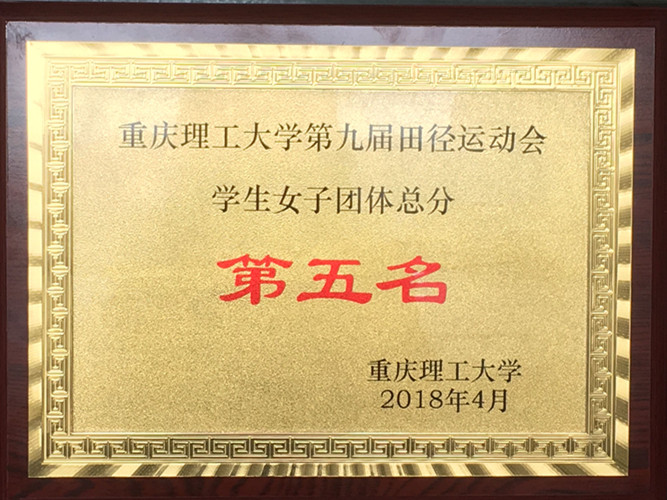 重庆理工大学第九届田径运动会
学生女子团体总分
第五名
重庆理工大学
2018年4月